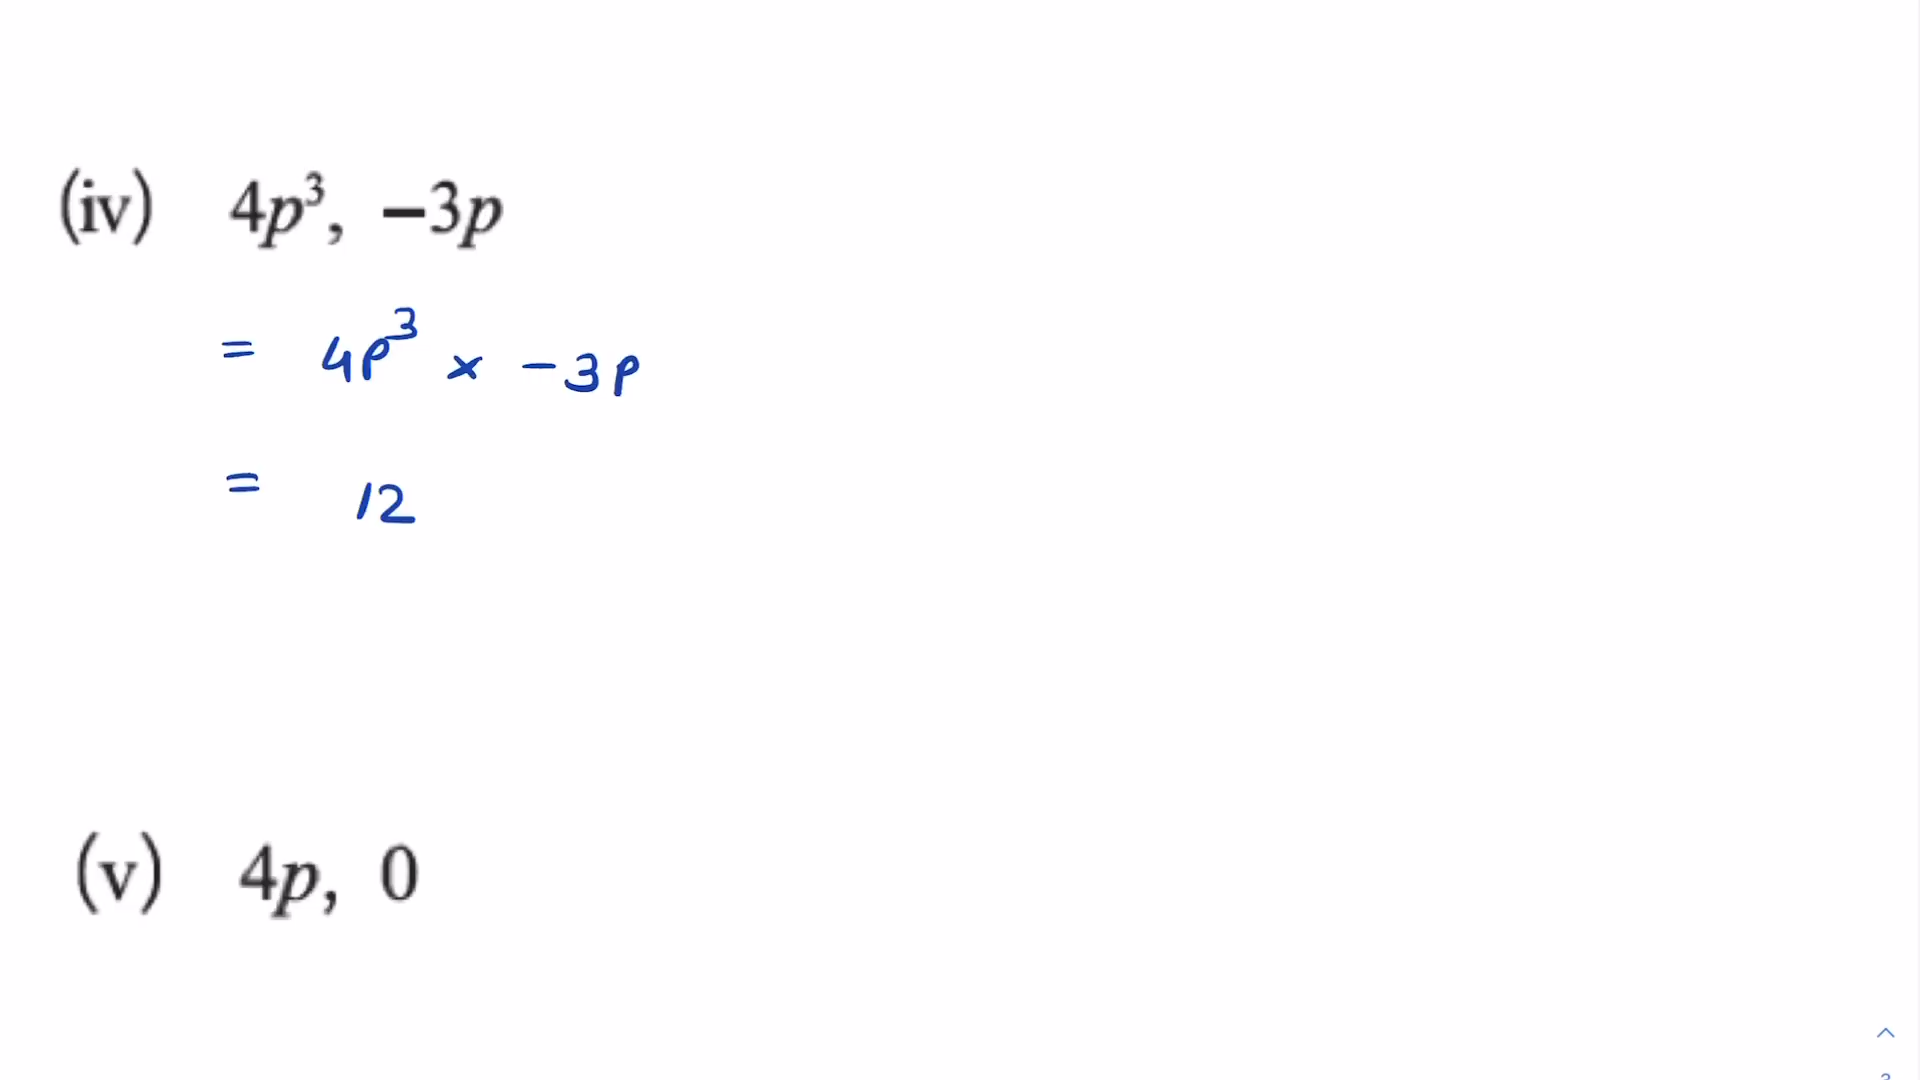 (iv) 4p³, −3p
= 4p³ × −3p
= 12
(v) 4p, 0